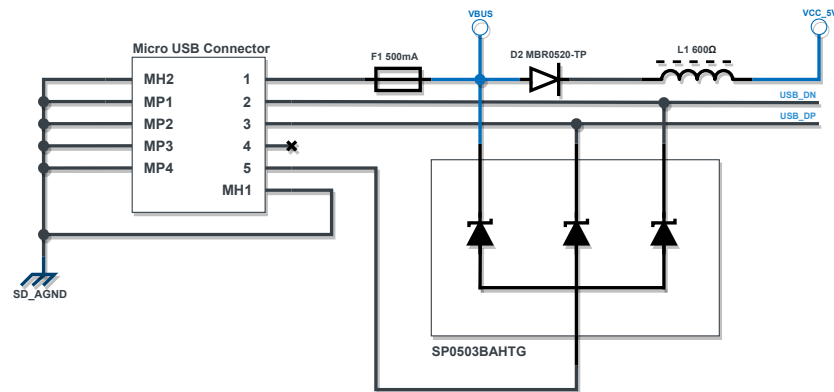 VBUS
VCC_5V
Micro USB Connector
F1 500mA
D2 MBR0520-TP
L1 600Ω
MH2 1
MP1 2
USB_DN
MP2 3
USB_DP
MP3 4
MP4 5
MH1
SD_AGND
SP0503BAHTG